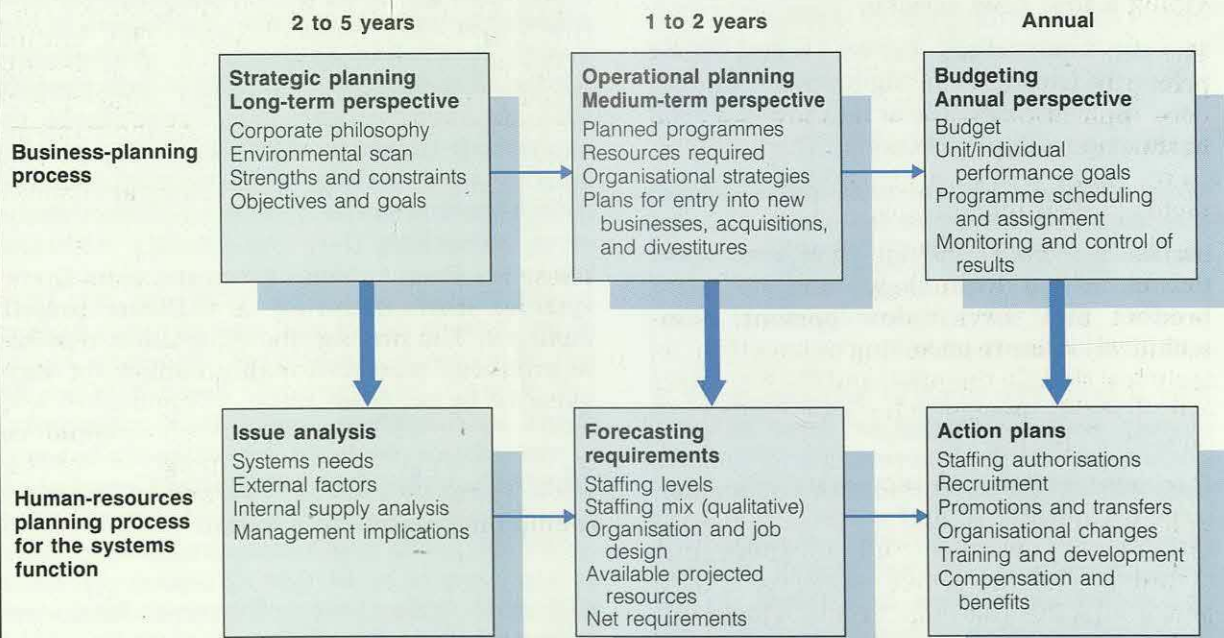 2 to 5 years
1 to 2 years
Annual
Business-planning
process
Strategic planning
Long-term perspective
Corporate philosophy
Environmental scan
Strengths and constraints
Objectives and goals
Operational planning
Medium-term perspective
Planned programmes
Resources required
Organisational strategies
Plans for entry into new
businesses, acquisitions,
and divestitures
Budgeting
Annual perspective
Budget
Unit/individual
performance goals
Programme scheduling
and assignment
Monitoring and control of
results
Human-resources
planning process
for the systems
function
Issue analysis
Systems needs
External factors
Internal supply analysis
Management implications
Forecasting
requirements
Staffing levels
Staffing mix (qualitative)
Organisation and job
design
Available projected
resources
Net requirements
Action plans
Staffing authorisations
Recruitment
Promotions and transfers
Organisational changes
Training and development
Compensation and
benefits